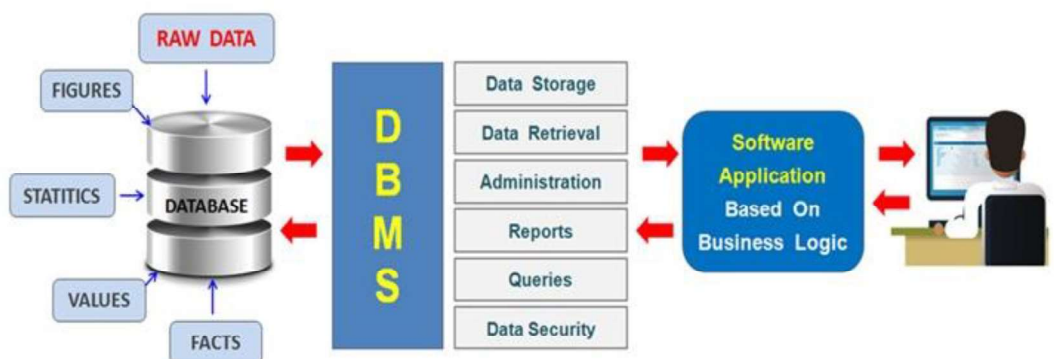 RAW DATA
FIGURES
STATITICS
DATABASE
VALUES
FACTS
D
B
M
S
Data Storage
Data Retrieval
Administration
Reports
Queries
Data Security
Software
Application
Based On
Business Logic